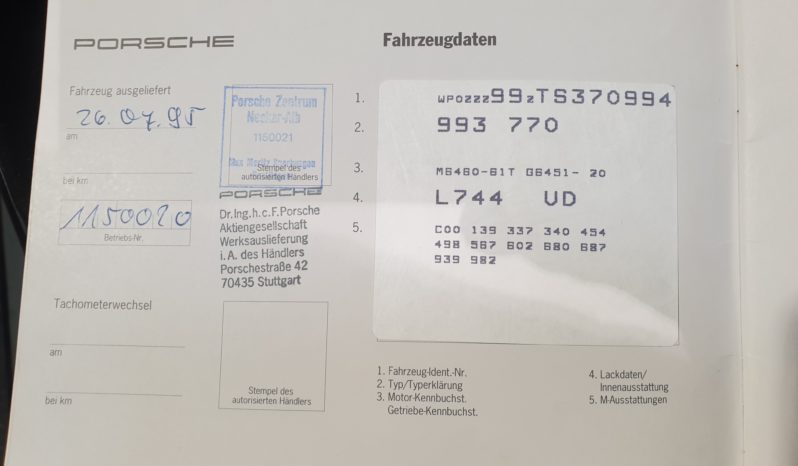 PORSCHE
Fahrzeugdaten
Fahrzeug ausgeliefert
26.07.95
am
bei km
1150020
Betriebs-Nr.
Porsche Zentrum
Neckar-Alb
1150021
Stempel des
autorisierten Händlers
PORSCHE
Dr.Ing.h.c.F.Porsche
Aktiengesellschaft
Werksauslieferung
i.A. des Händlers
Porschestraße 42
70435 Stuttgart
Tachometerwechsel
am
bei km
Stempel des
autorisierten Händlers
1. WP0ZZZ99ZTS370994
2. 993 770
3. M6460-61T G6451- 20
4. L744 UD
5. C00 139 337 340 454
498 567 602 680 687
939 982
1. Fahrzeug-Ident.-Nr.
2. Typ/Typerklärung
3. Motor-Kennbuchst.
Getriebe-Kennbuchst.
4. Lackdaten/
Innenausstattung
5. M-Ausstattungen